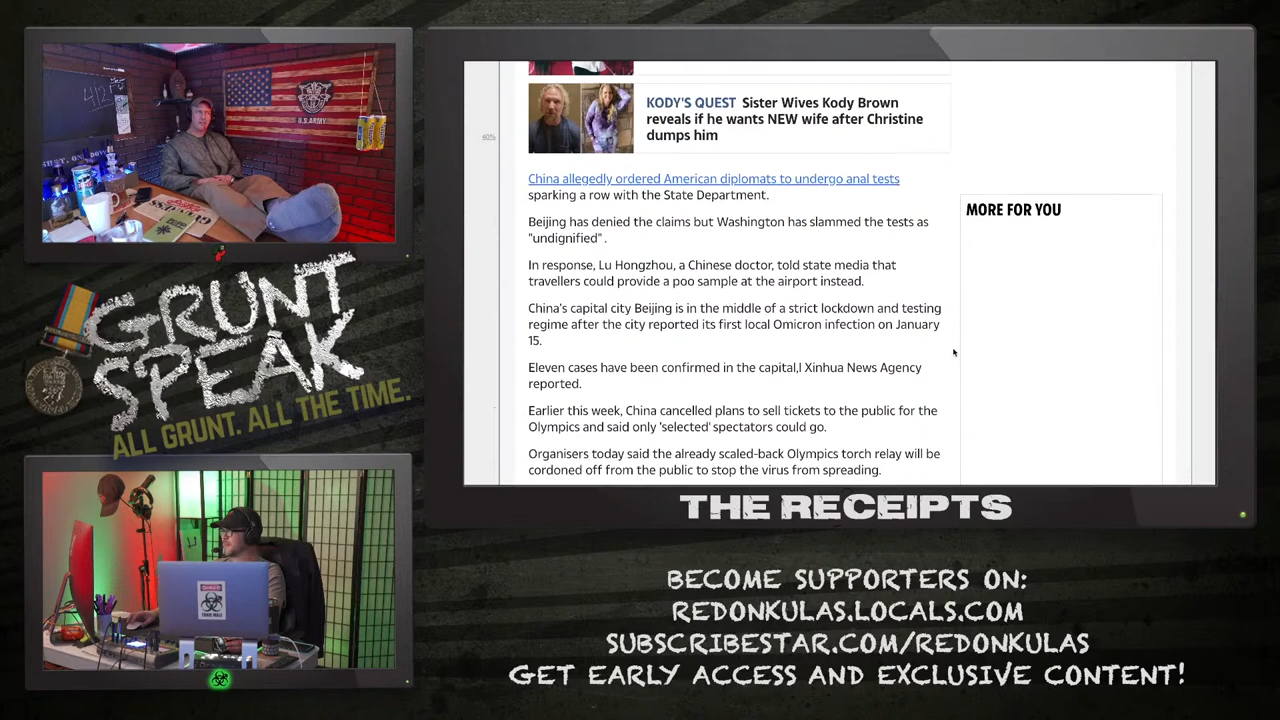 412
U.S. ARMY
GRUNT
SPEAK
ALL GRUNT. ALL THE TIME.
60%
KODY'S QUEST Sister Wives Kody Brown
reveals if he wants NEW wife after Christine
dumps him
China allegedly ordered American diplomats to undergo anal tests
sparking a row with the State Department.
Beijing has denied the claims but Washington has slammed the tests as
"undignified" .
In response, Lu Hongzhou, a Chinese doctor, told state media that
travellers could provide a poo sample at the airport instead.
China's capital city Beijing is in the middle of a strict lockdown and testing
regime after the city reported its first local Omicron infection on January
15.
Eleven cases have been confirmed in the capital,l Xinhua News Agency
reported.
Earlier this week, China cancelled plans to sell tickets to the public for the
Olympics and said only 'selected' spectators could go.
Organisers today said the already scaled-back Olympics torch relay will be
cordoned off from the public to stop the virus from spreading.
MORE FOR YOU
THE RECEIPTS
BECOME SUPPORTERS ON:
REDONKULAS.LOCALS.COM
SUBSCRIBESTAR.COM/REDONKULAS
GET EARLY ACCESS AND EXCLUSIVE CONTENT!